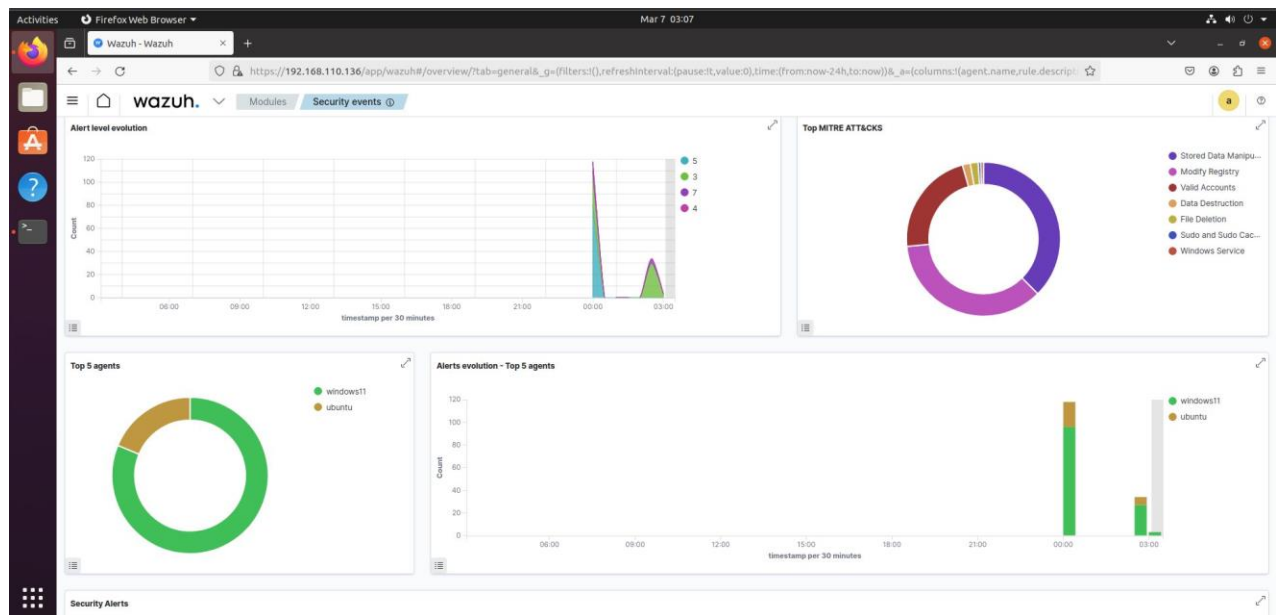 Activities
Firefox Web Browser
Mar 7 03:07
Wazuh - Wazuh
https://192.168.110.136/app/wazuh#/overview/?tab=general&_g=(filters:!(),refreshInterval:(pause:!t,value:0),time:(from:now-24h,to:now))&_a=(columns:!(agent.name,rule.descript
wazuh.
Modules
Security events
a
Alert level evolution
120
100
80
60
40
20
0
Count
06:00 09:00 12:00 15:00 18:00 21:00 00:00 03:00
timestamp per 30 minutes
5
3
7
4
Top MITRE ATT&CKS
Stored Data Manipu...
Modify Registry
Valid Accounts
Data Destruction
File Deletion
Sudo and Sudo Cac...
Windows Service
Top 5 agents
windows11
ubuntu
Alerts evolution - Top 5 agents
120
100
80
60
40
20
0
Count
06:00 09:00 12:00 15:00 18:00 21:00 00:00 03:00
timestamp per 30 minutes
windows11
ubuntu
Security Alerts